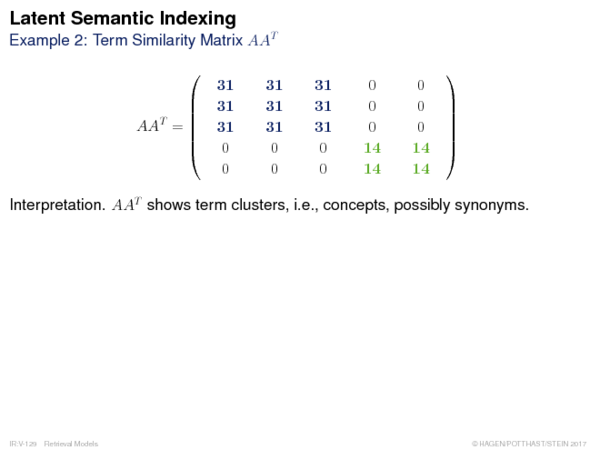 Latent Semantic Indexing
Example 2: Term Similarity Matrix AA^T
31 31 31 0 0
31 31 31 0 0
AA^T = 31 31 31 0 0
0 0 0 14 14
0 0 0 14 14
Interpretation. AA^T shows term clusters, i.e., concepts, possibly synonyms.
IR:V-129 Retrieval Models © HAGEN/POTTHAST/STEIN 2017